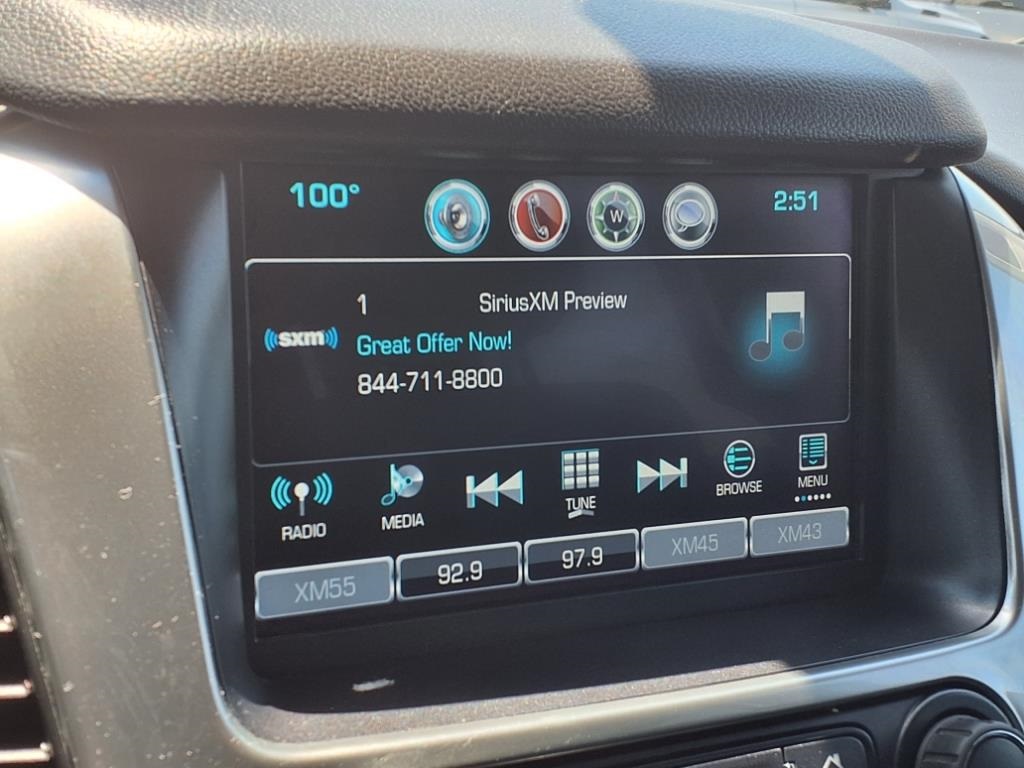 100°
W
2:51
1 SiriusXM Preview
((sxm))
Great Offer Now!
844-711-8800
RADIO
MEDIA
TUNE
BROWSE
MENU
XM55
92.9
97.9
XM45
XM43